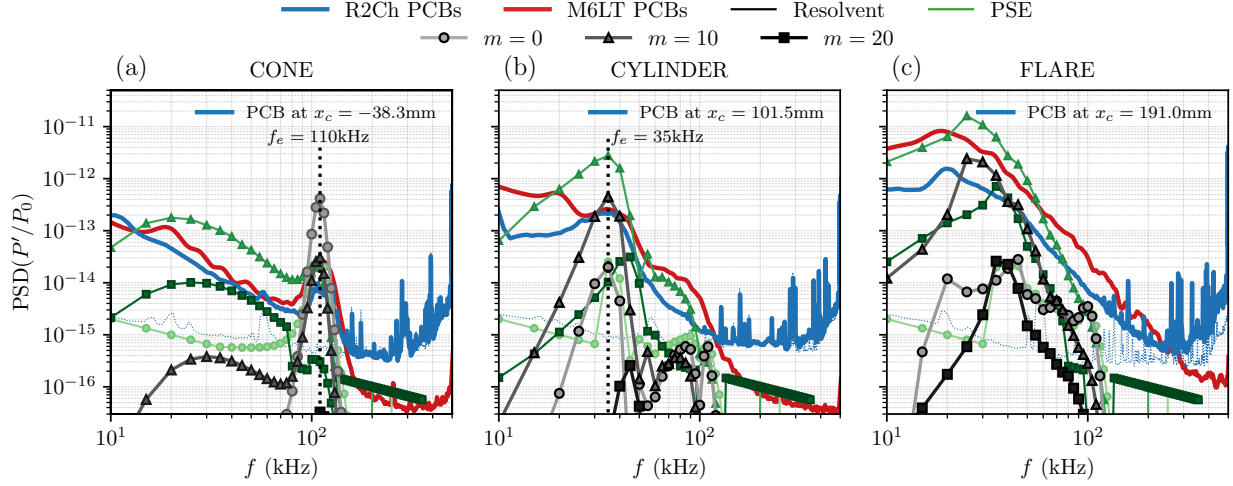 R2Ch PCBs M6LT PCBs Resolvent PSE
m = 0 m = 10 m = 20
(a) CONE (b) CYLINDER (c) FLARE
PCB at x_c = −38.3mm PCB at x_c = 101.5mm PCB at x_c = 191.0mm
f_e = 110kHz f_e = 35kHz
PSD(P′/P_0)
10^−11
10^−12
10^−13
10^−14
10^−15
10^−16
10^1 10^2 10^1 10^2 10^1 10^2
f (kHz) f (kHz) f (kHz)